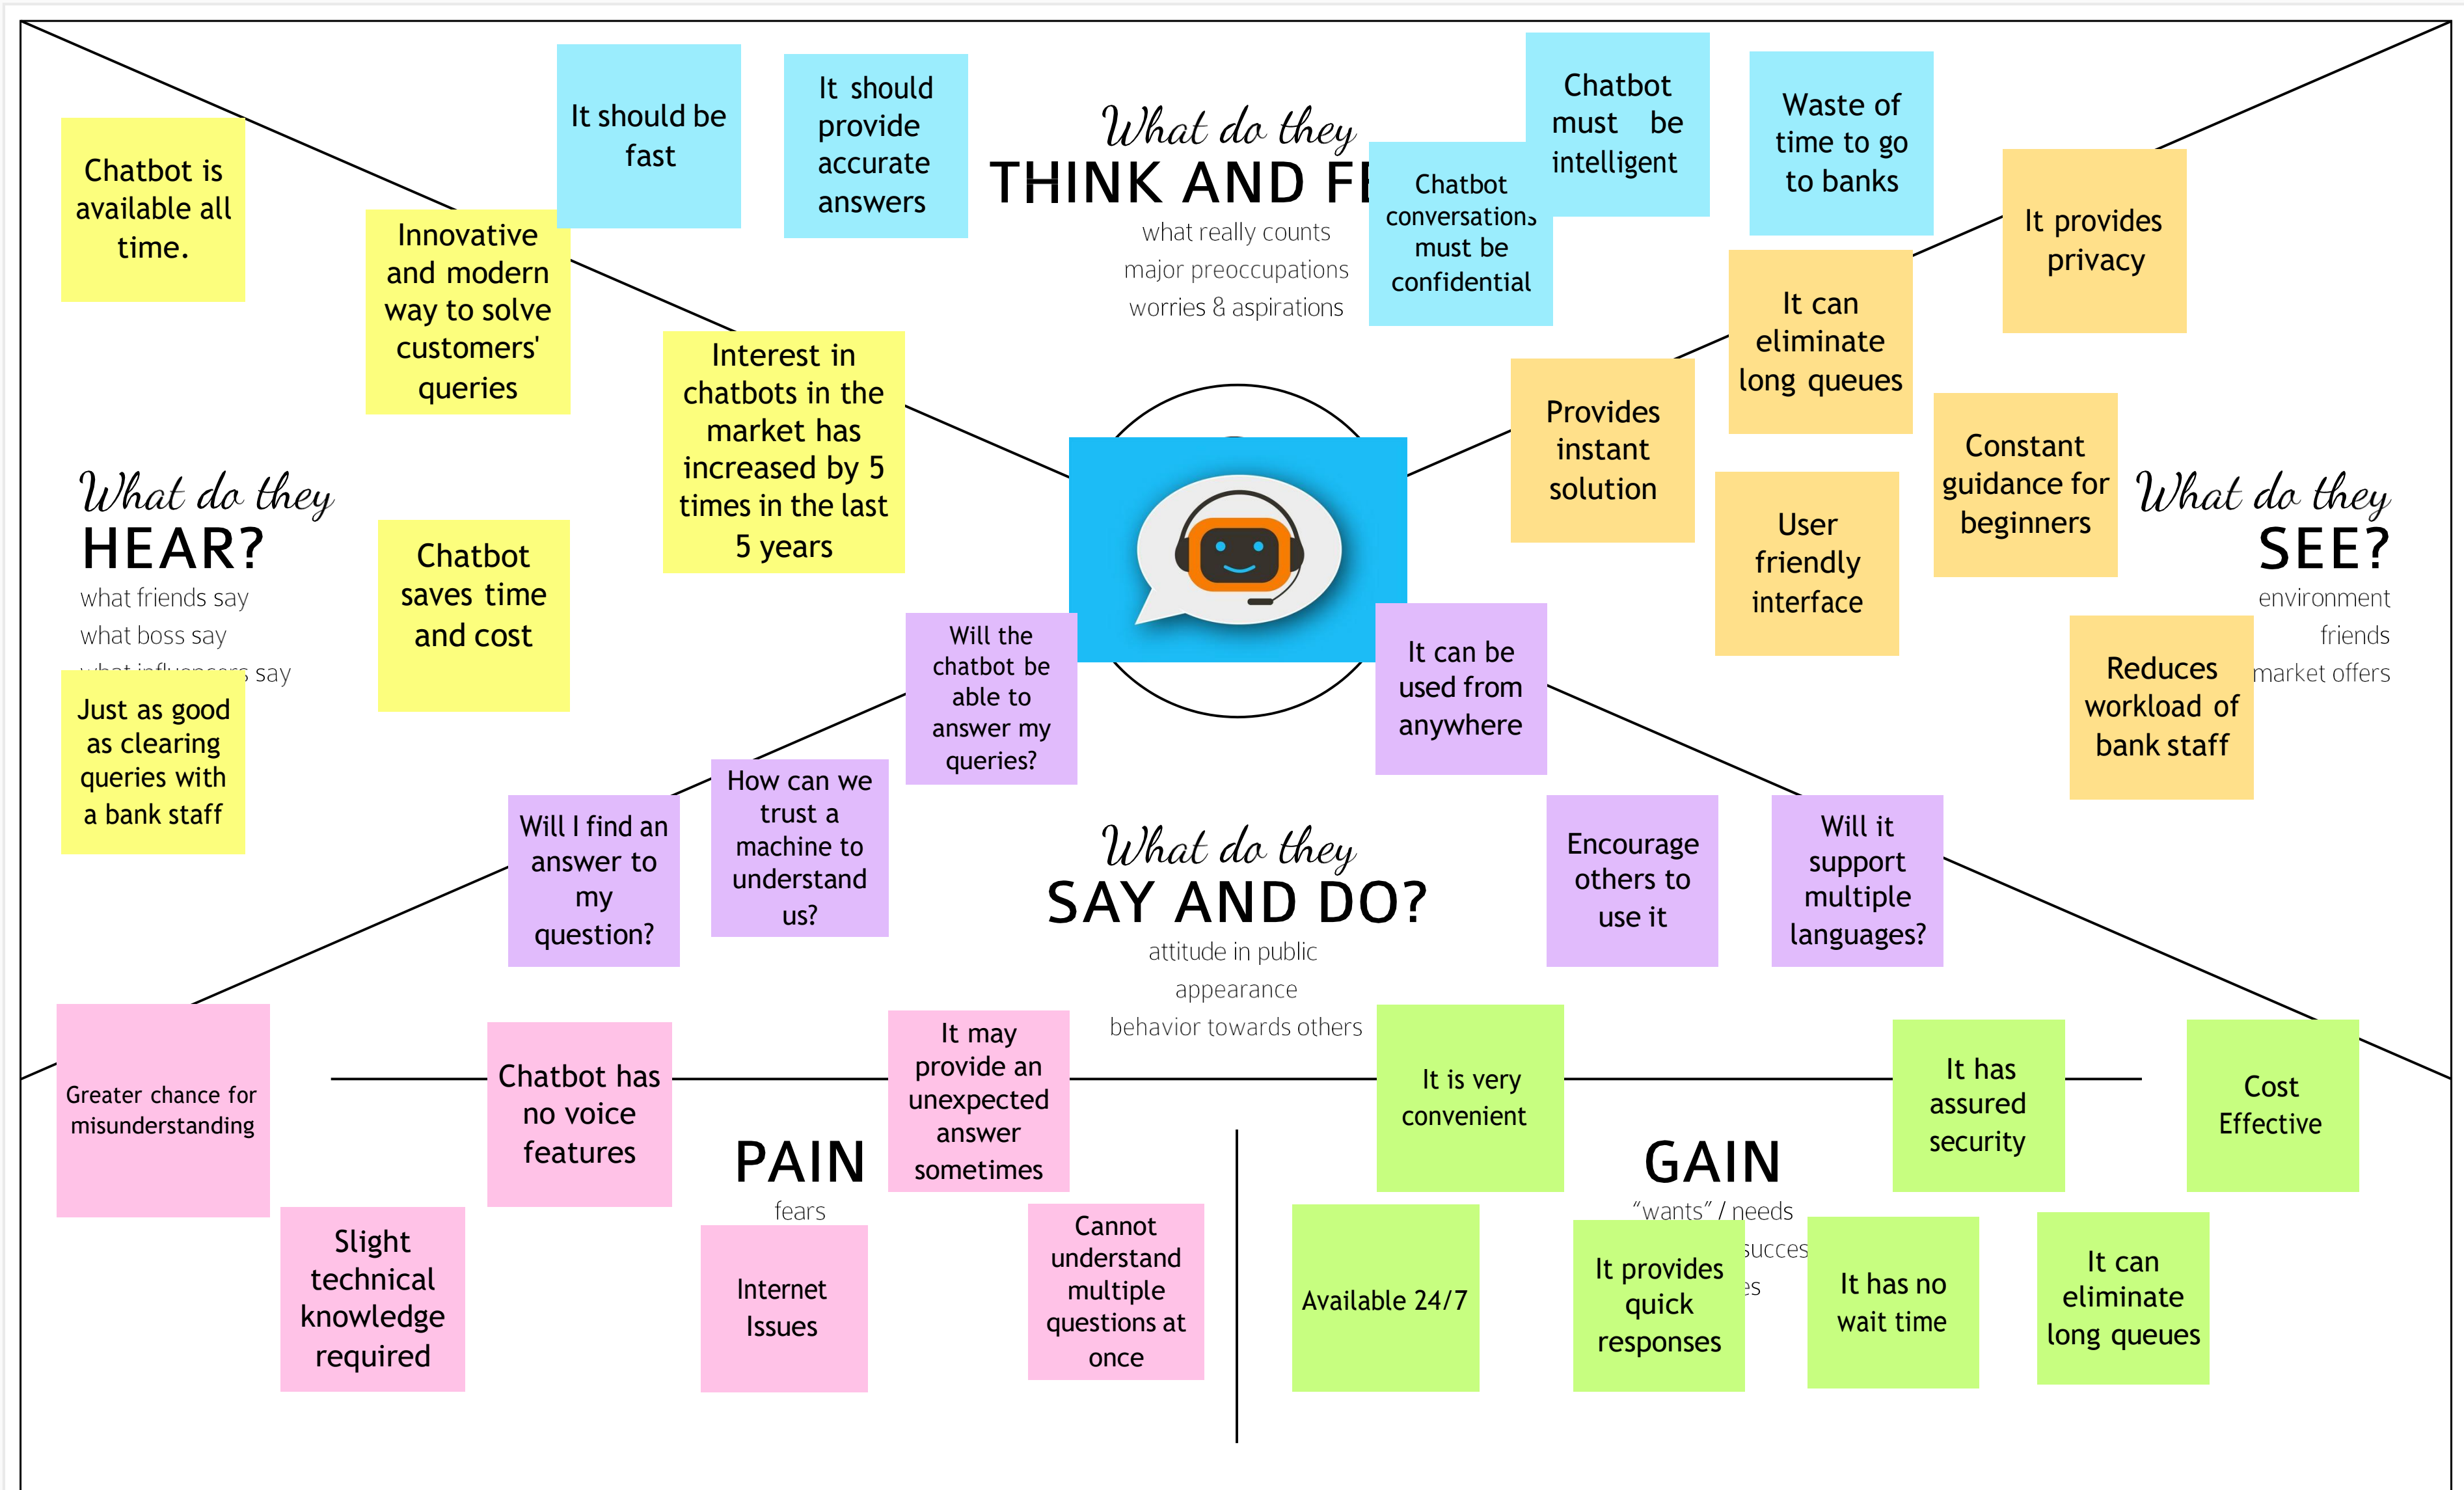 It should be
fast
It should
provide
accurate
answers
What do they
THINK AND FE
what really counts
major preoccupations
worries & aspirations
Chatbot
conversations
must be
confidential
Chatbot
must be
intelligent
Waste of
time to go
to banks
Chatbot is
available all
time.
Innovative
and modern
way to solve
customers'
queries
Interest in
chatbots in the
market has
increased by 5
times in the last
5 years
What do they
HEAR?
what friends say
what boss say
what influencers say
Chatbot
saves time
and cost
Just as good
as clearing
queries with
a bank staff
It provides
privacy
It can
eliminate
long queues
Provides
instant
solution
Constant
guidance for
beginners
User
friendly
interface
What do they
SEE?
environment
friends
market offers
Reduces
workload of
bank staff
Will the
chatbot be
able to
answer my
queries?
How can we
trust a
machine to
understand
us?
Will I find an
answer to
my
question?
What do they
SAY AND DO?
attitude in public
appearance
behavior towards others
It can be
used from
anywhere
Encourage
others to
use it
Will it
support
multiple
languages?
Greater chance for
misunderstanding
Chatbot has
no voice
features
It may
provide an
unexpected
answer
sometimes
PAIN
fears
Slight
technical
knowledge
required
Internet
Issues
Cannot
understand
multiple
questions at
once
It is very
convenient
GAIN
"wants" / needs
It has
assured
security
Cost
Effective
Available 24/7
It provides
quick
responses
It has no
wait time
It can
eliminate
long queues